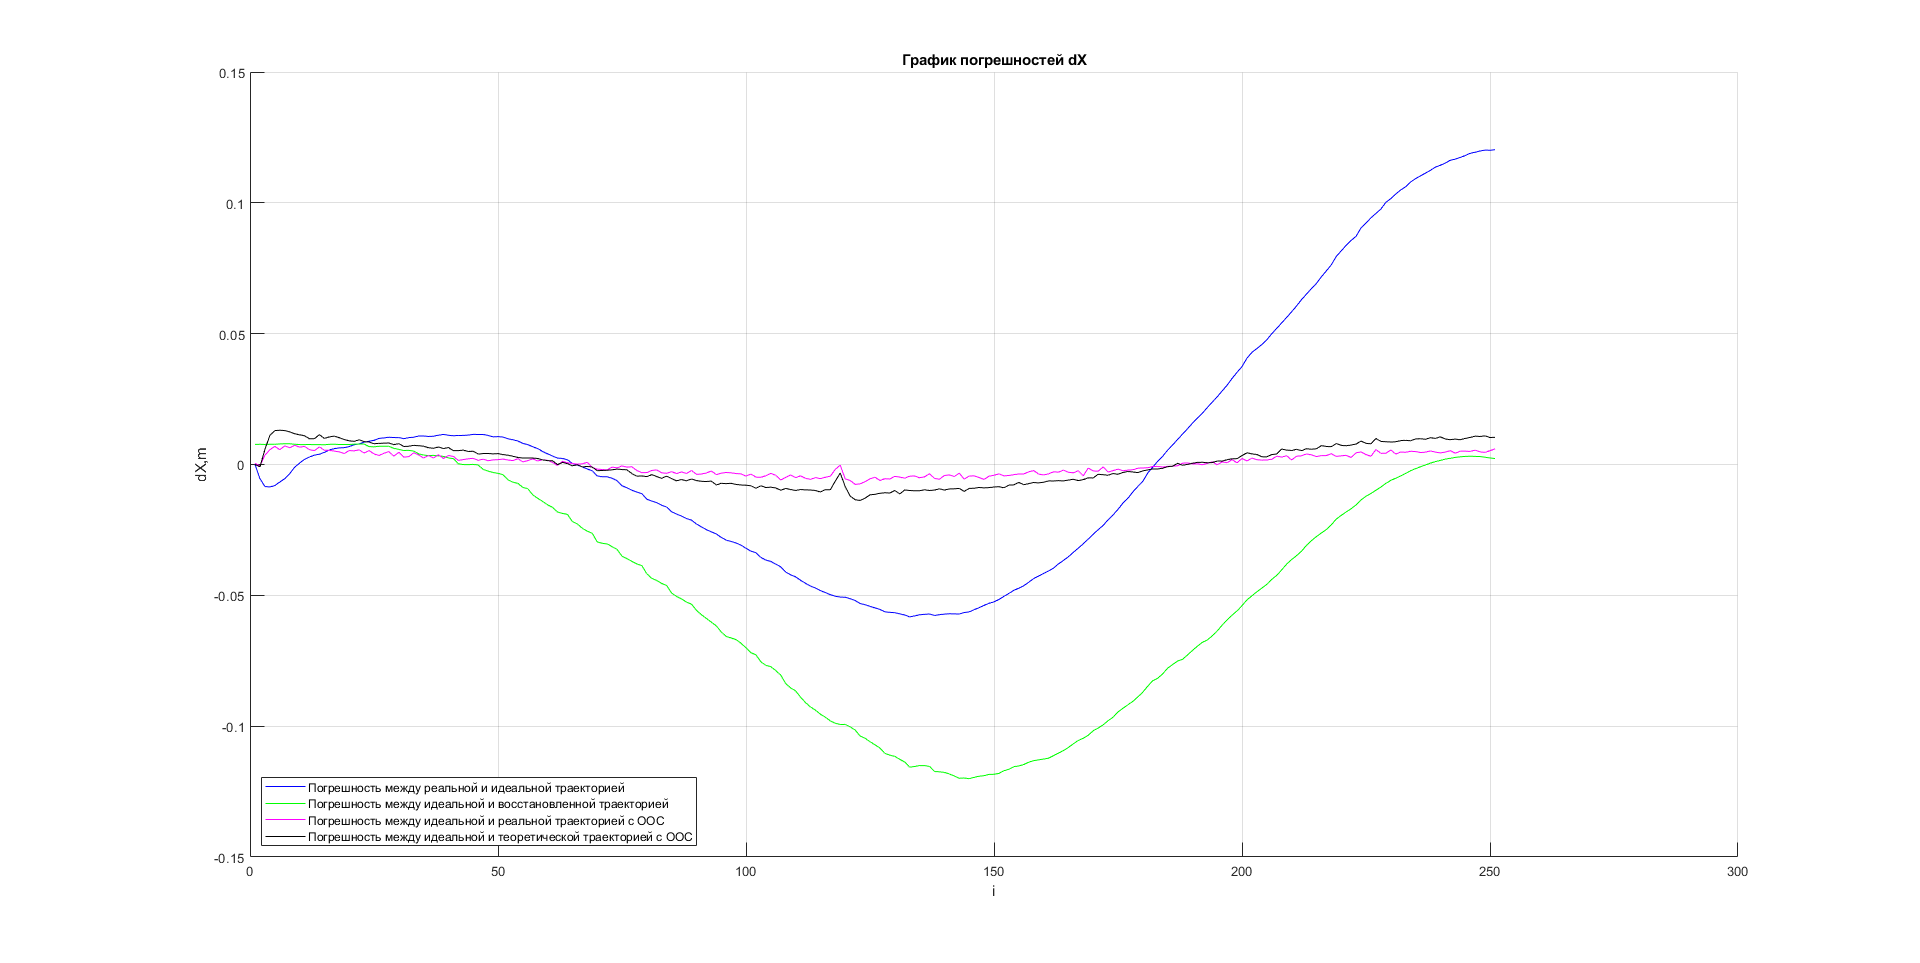 График погрешностей dX
0.15
0.1
0.05
0
-0.05
-0.1
-0.15
dX,m
Погрешность между реальной и идеальной траекторией
Погрешность между идеальной и восстановленной траекторией
Погрешность между идеальной и реальной траекторией с ООС
Погрешность между идеальной и теоретической траекторией с ООС
0 50 100 150 200 250 300
i